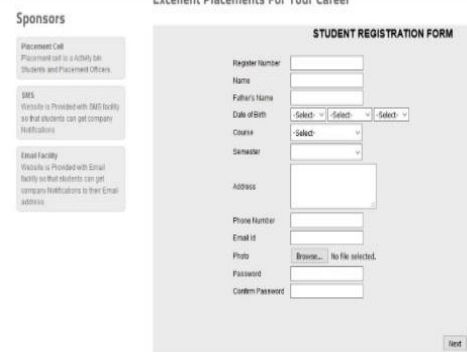 Excellent Placements For Your Career
Sponsors
Placement Cell
Placement cell is a Activity b/n
Students and Placement Officers.
SMS
Website is Provided with SMS facility
so that students can get company
Notifications
Email Facility
Website is Provided with Email
facility so that students can get
company Notifications to their Email
address.
STUDENT REGISTRATION FORM
Register Number
Name
Father's Name
Date of Birth -Select- -Select- -Select-
Course -Select-
Semester
Address
Phone Number
Email id
Photo Browse... No file selected.
Password
Confirm Password
Next